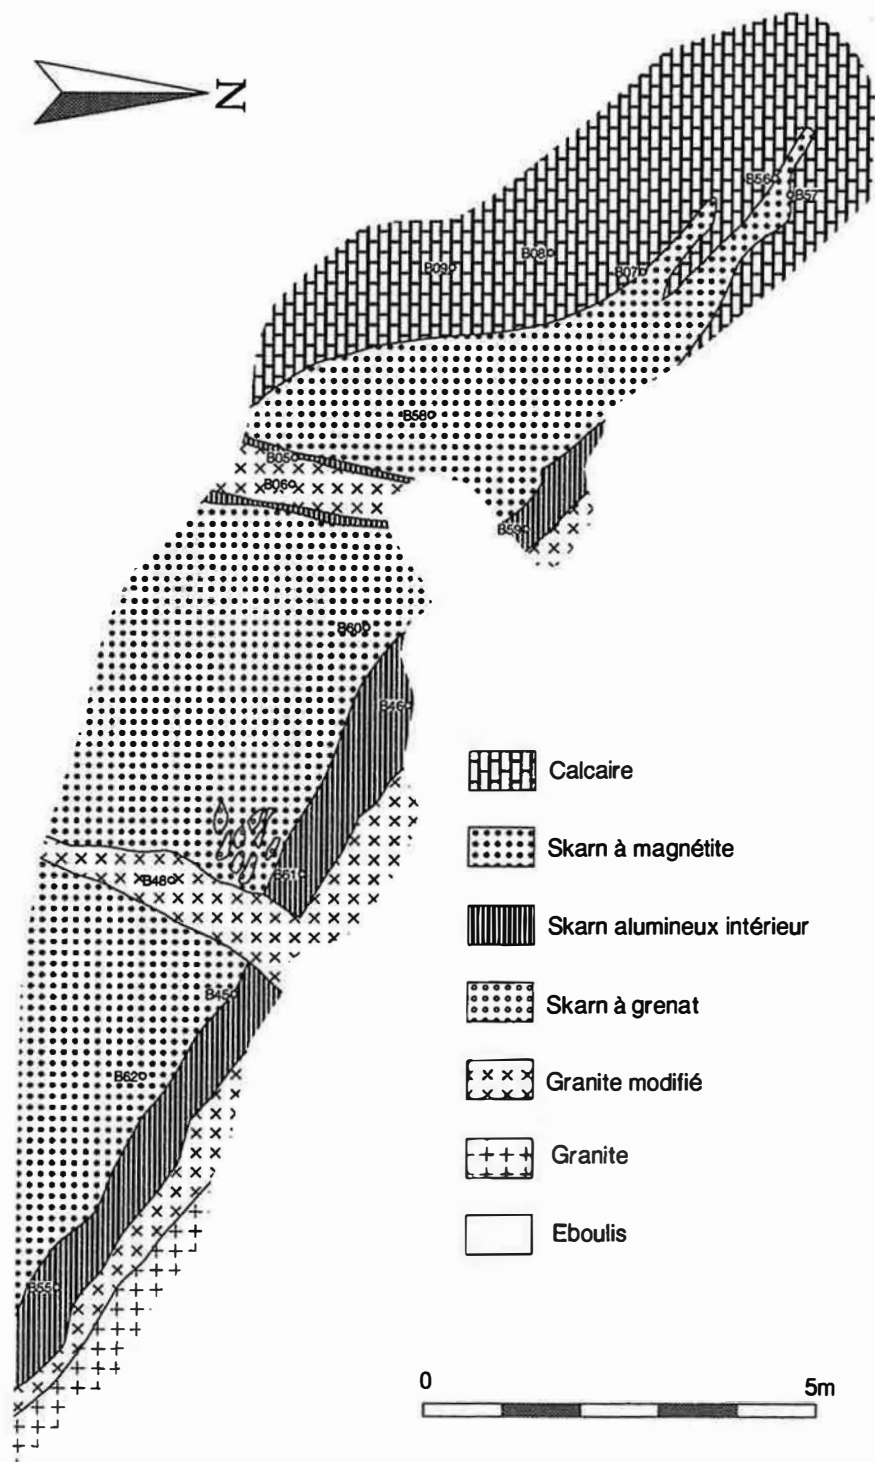 N
B56
B57
B08
B09
B07
B58
B05
B06
B59
B60
B46
Calcaire
Skarn à magnétite
B61
B48
Skarn alumineux intérieur
B45
Skarn à grenat
B62
Granite modifié
Granite
Eboulis
B55
0 5m